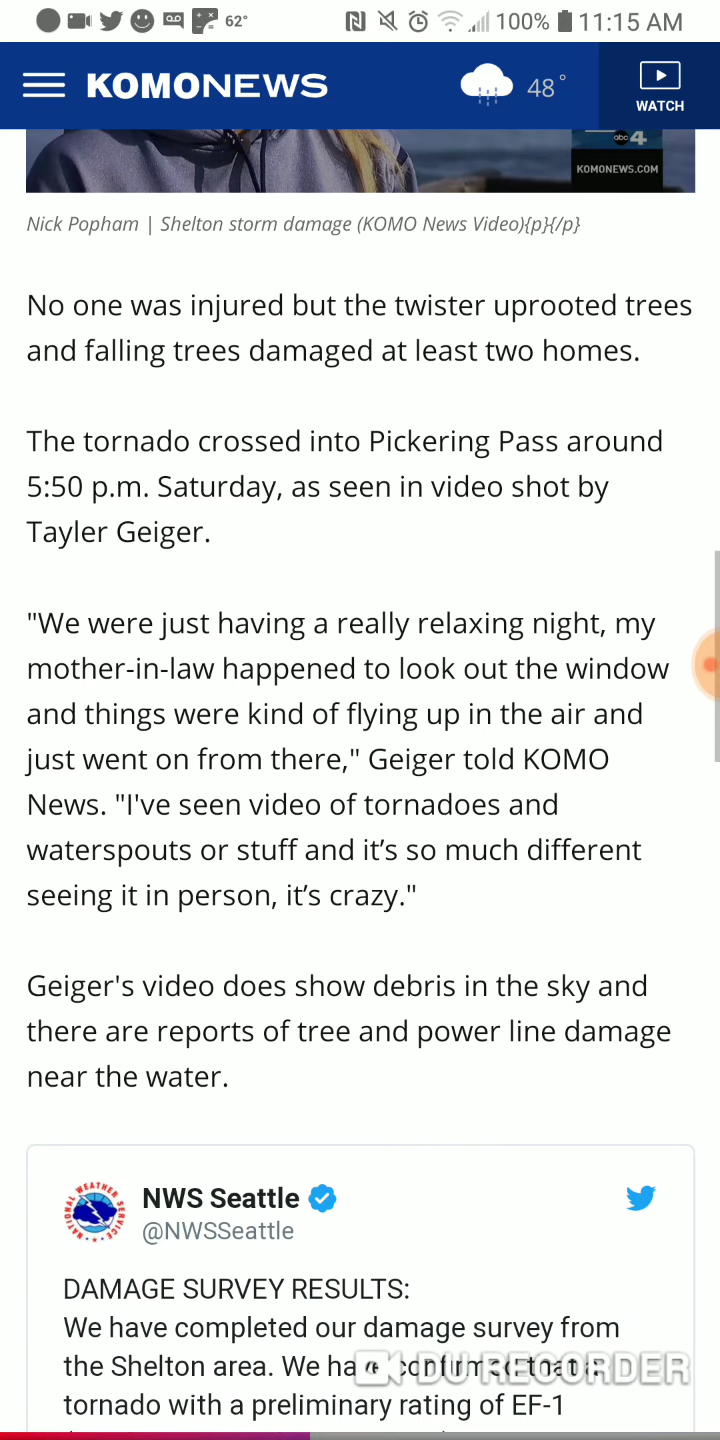 62° 100% 11:15 AM
KOMONEWS 48° WATCH
abc 4
KOMONEWS.COM
Nick Popham | Shelton storm damage (KOMO News Video){p}{/p}
No one was injured but the twister uprooted trees
and falling trees damaged at least two homes.
The tornado crossed into Pickering Pass around
5:50 p.m. Saturday, as seen in video shot by
Tayler Geiger.
"We were just having a really relaxing night, my
mother-in-law happened to look out the window
and things were kind of flying up in the air and
just went on from there," Geiger told KOMO
News. "I've seen video of tornadoes and
waterspouts or stuff and it’s so much different
seeing it in person, it’s crazy."
Geiger's video does show debris in the sky and
there are reports of tree and power line damage
near the water.
NATIONAL WEATHER SERVICE
NWS Seattle
@NWSSeattle
DAMAGE SURVEY RESULTS:
We have completed our damage survey from
the Shelton area. We have confirmed that a
DU RECORDER
tornado with a preliminary rating of EF-1